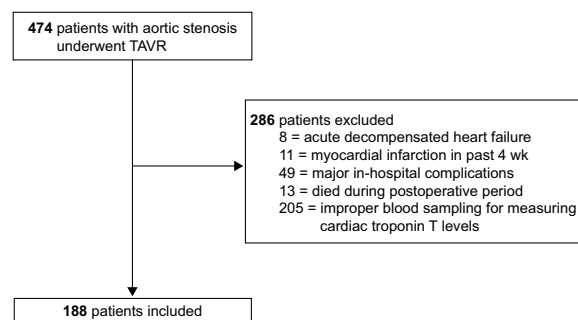 474 patients with aortic stenosis
underwent TAVR
286 patients excluded
8 = acute decompensated heart failure
11 = myocardial infarction in past 4 wk
49 = major in-hospital complications
13 = died during postoperative period
205 = improper blood sampling for measuring
cardiac troponin T levels
188 patients included